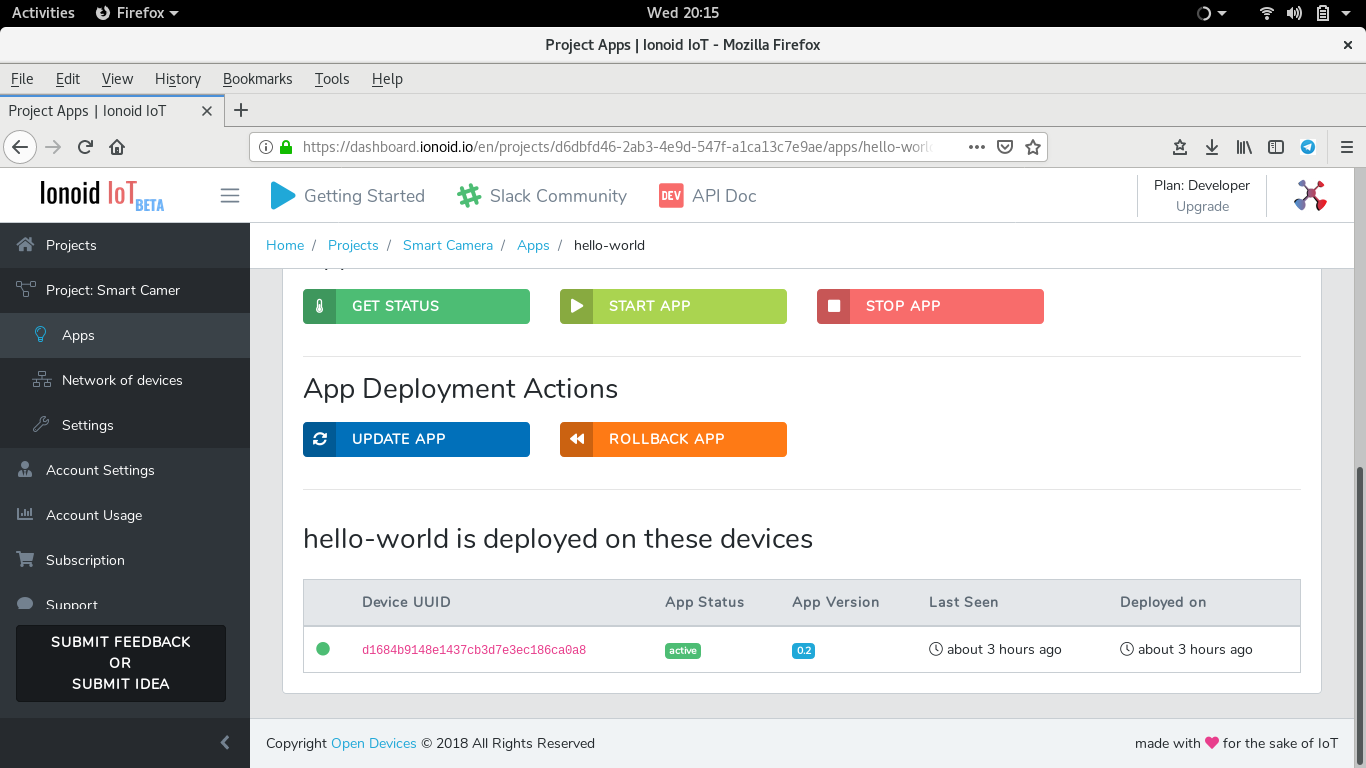 Activities Firefox Wed 20:15
Project Apps | Ionoid IoT - Mozilla Firefox
File Edit View History Bookmarks Tools Help
Project Apps | Ionoid IoT
https://dashboard.ionoid.io/en/projects/d6dbfd46-2ab3-4e9d-547f-a1ca13c7e9ae/apps/hello-worl
Ionoid IoT BETA
Getting Started
Slack Community
DEV API Doc
Plan: Developer
Upgrade
Projects
Project: Smart Camer
Apps
Network of devices
Settings
Account Settings
Account Usage
Subscription
Support
SUBMIT FEEDBACK
OR
SUBMIT IDEA
Home / Projects / Smart Camera / Apps / hello-world
GET STATUS START APP STOP APP
App Deployment Actions
UPDATE APP ROLLBACK APP
hello-world is deployed on these devices
Device UUID App Status App Version Last Seen Deployed on
d1684b9148e1437cb3d7e3ec186ca0a8 active 0.2 about 3 hours ago about 3 hours ago
Copyright Open Devices © 2018 All Rights Reserved
made with ♥ for the sake of IoT